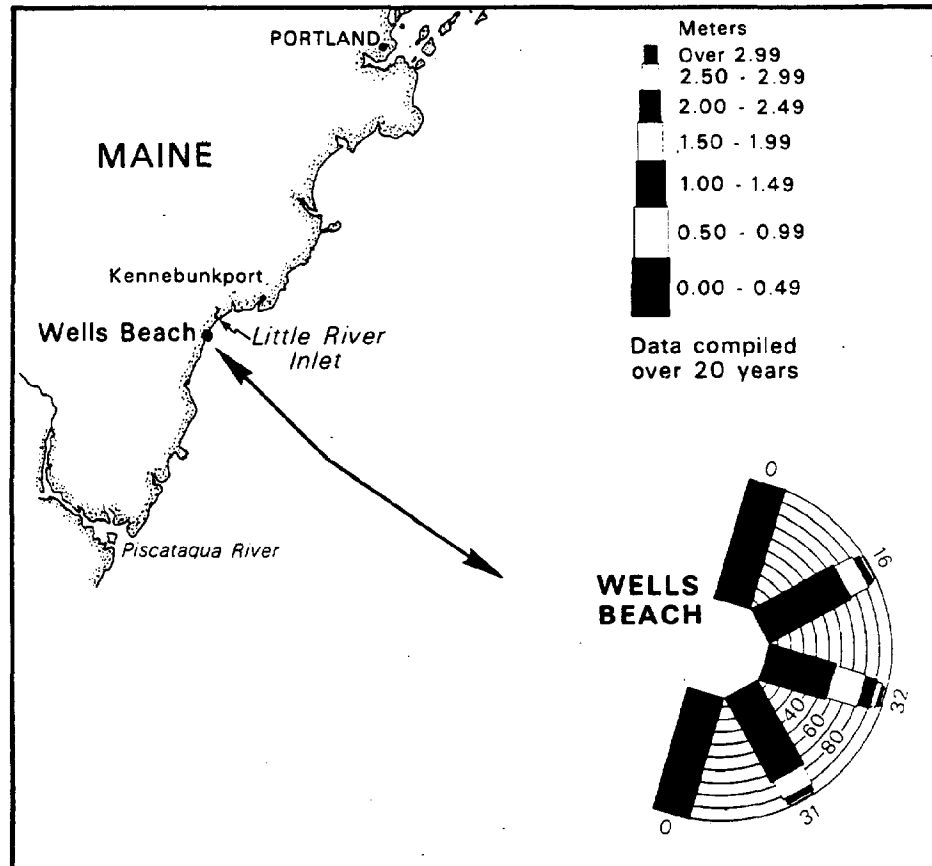 PORTLAND
MAINE
Kennebunkport
Wells Beach
Little River
Inlet
Piscataqua River
Meters
Over 2.99
2.50 - 2.99
2.00 - 2.49
1.50 - 1.99
1.00 - 1.49
0.50 - 0.99
0.00 - 0.49
Data compiled
over 20 years
WELLS
BEACH
0
16
32
31
0
40
60
80